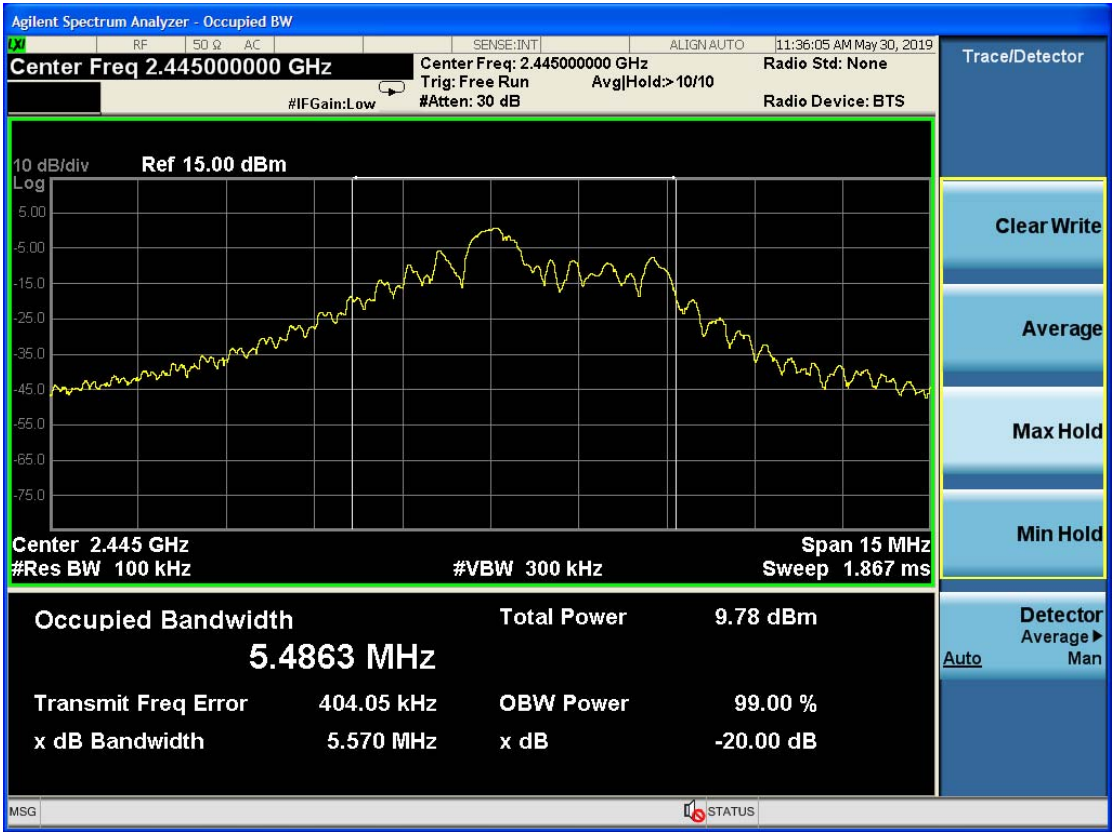 Agilent Spectrum Analyzer - Occupied BW
LXI RF 50 Ω AC SENSE:INT ALIGN AUTO 11:36:05 AM May 30, 2019
Center Freq 2.445000000 GHz
Center Freq: 2.445000000 GHz
Radio Std: None
Trig: Free Run Avg|Hold:>10/10
#IFGain:Low #Atten: 30 dB Radio Device: BTS
10 dB/div Ref 15.00 dBm
Log
5.00
-5.00
-15.0
-25.0
-35.0
-45.0
-55.0
-65.0
-75.0
Center 2.445 GHz Span 15 MHz
#Res BW 100 kHz #VBW 300 kHz Sweep 1.867 ms
Occupied Bandwidth Total Power 9.78 dBm
5.4863 MHz
Transmit Freq Error 404.05 kHz OBW Power 99.00 %
x dB Bandwidth 5.570 MHz x dB -20.00 dB
Trace/Detector
Clear Write
Average
Max Hold
Min Hold
Detector
Average▶
Auto Man
MSG STATUS